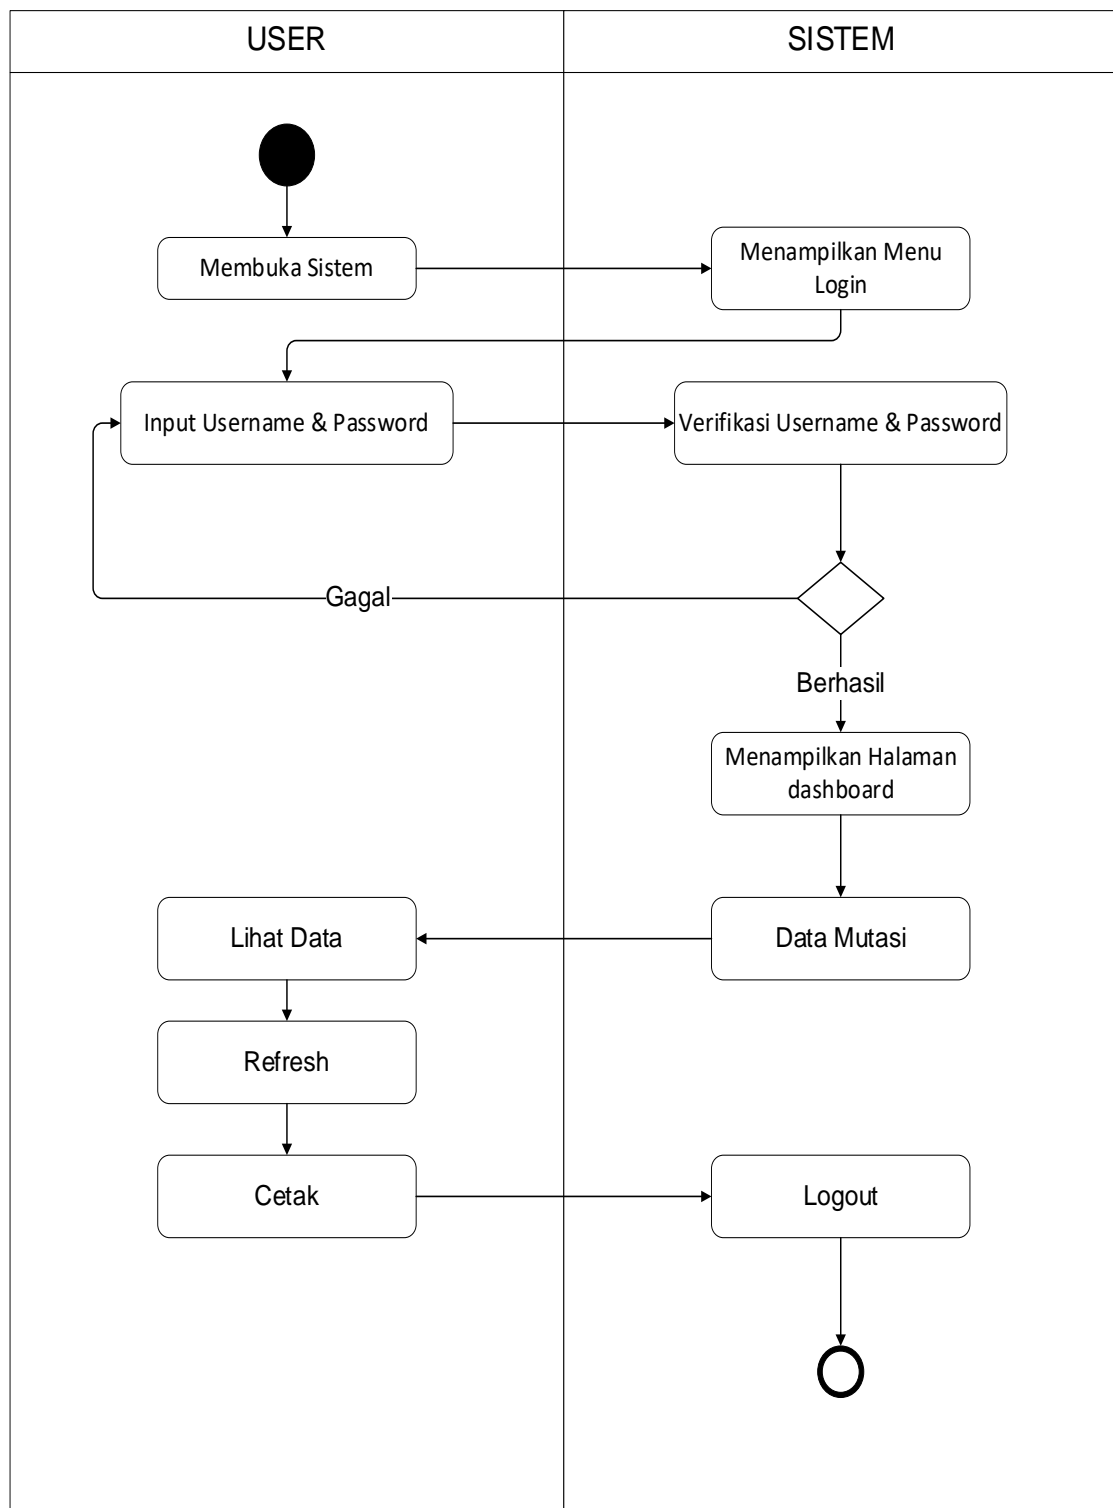 USER
SISTEM
Membuka Sistem
Menampilkan Menu
Login
Input Username & Password
Verifikasi Username & Password
Gagal
Berhasil
Menampilkan Halaman
dashboard
Lihat Data
Data Mutasi
Refresh
Cetak
Logout